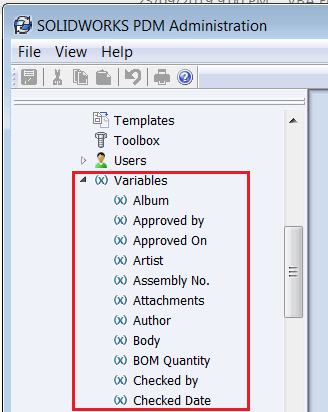 SOLIDWORKS PDM Administration
File View Help
Templates
Toolbox
Users
(x) Variables
(x) Album
(x) Approved by
(x) Approved On
(x) Artist
(x) Assembly No.
(x) Attachments
(x) Author
(x) Body
(x) BOM Quantity
(x) Checked by
(x) Checked Date